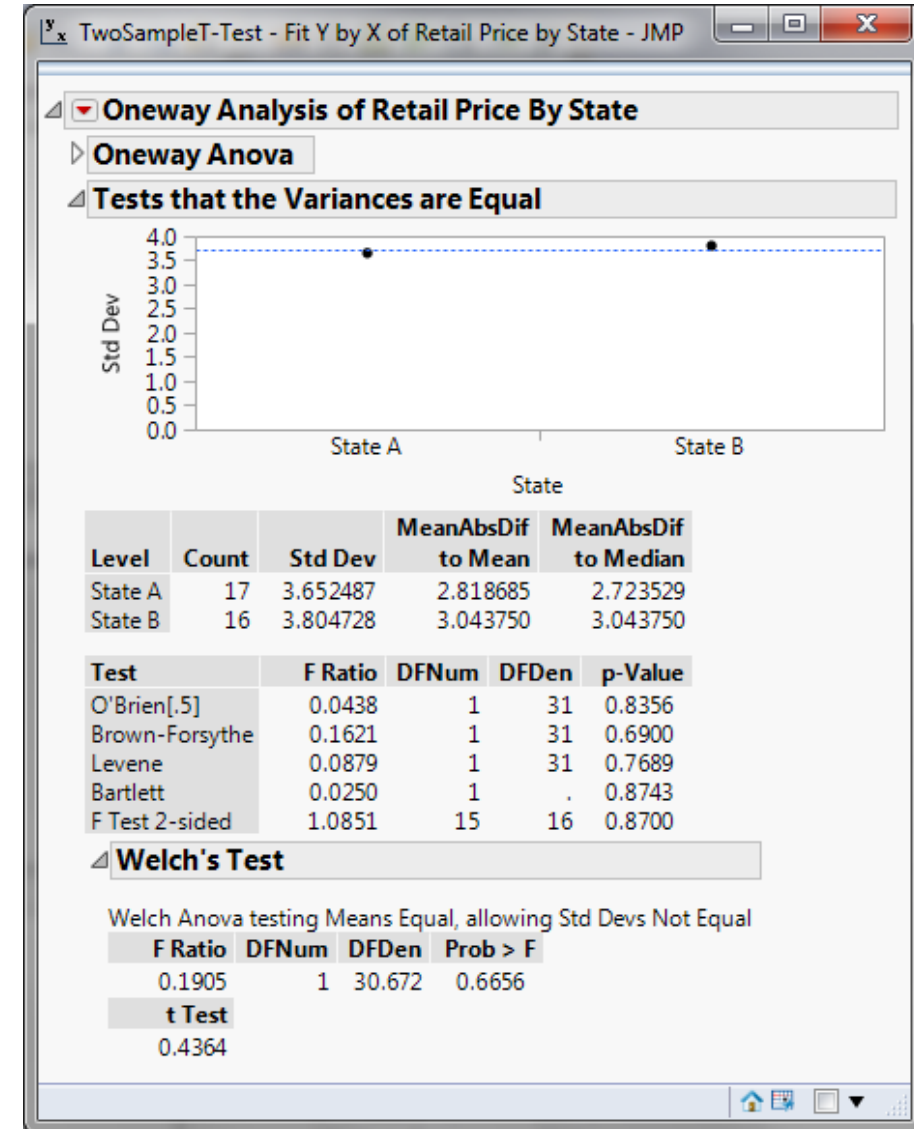 TwoSampleT-Test - Fit Y by X of Retail Price by State - JMP
Oneway Analysis of Retail Price By State
Oneway Anova
Tests that the Variances are Equal
4.0
3.5
3.0
2.5
2.0
1.5
1.0
0.5
0.0
Std Dev
State A State B
State
MeanAbsDif MeanAbsDif
Level Count Std Dev to Mean to Median
State A 17 3.652487 2.818685 2.723529
State B 16 3.804728 3.043750 3.043750
Test F Ratio DFNum DFDen p-Value
O'Brien[.5] 0.0438 1 31 0.8356
Brown-Forsythe 0.1621 1 31 0.6900
Levene 0.0879 1 31 0.7689
Bartlett 0.0250 1 . 0.8743
F Test 2-sided 1.0851 15 16 0.8700
Welch's Test
Welch Anova testing Means Equal, allowing Std Devs Not Equal
F Ratio DFNum DFDen Prob > F
0.1905 1 30.672 0.6656
t Test
0.4364